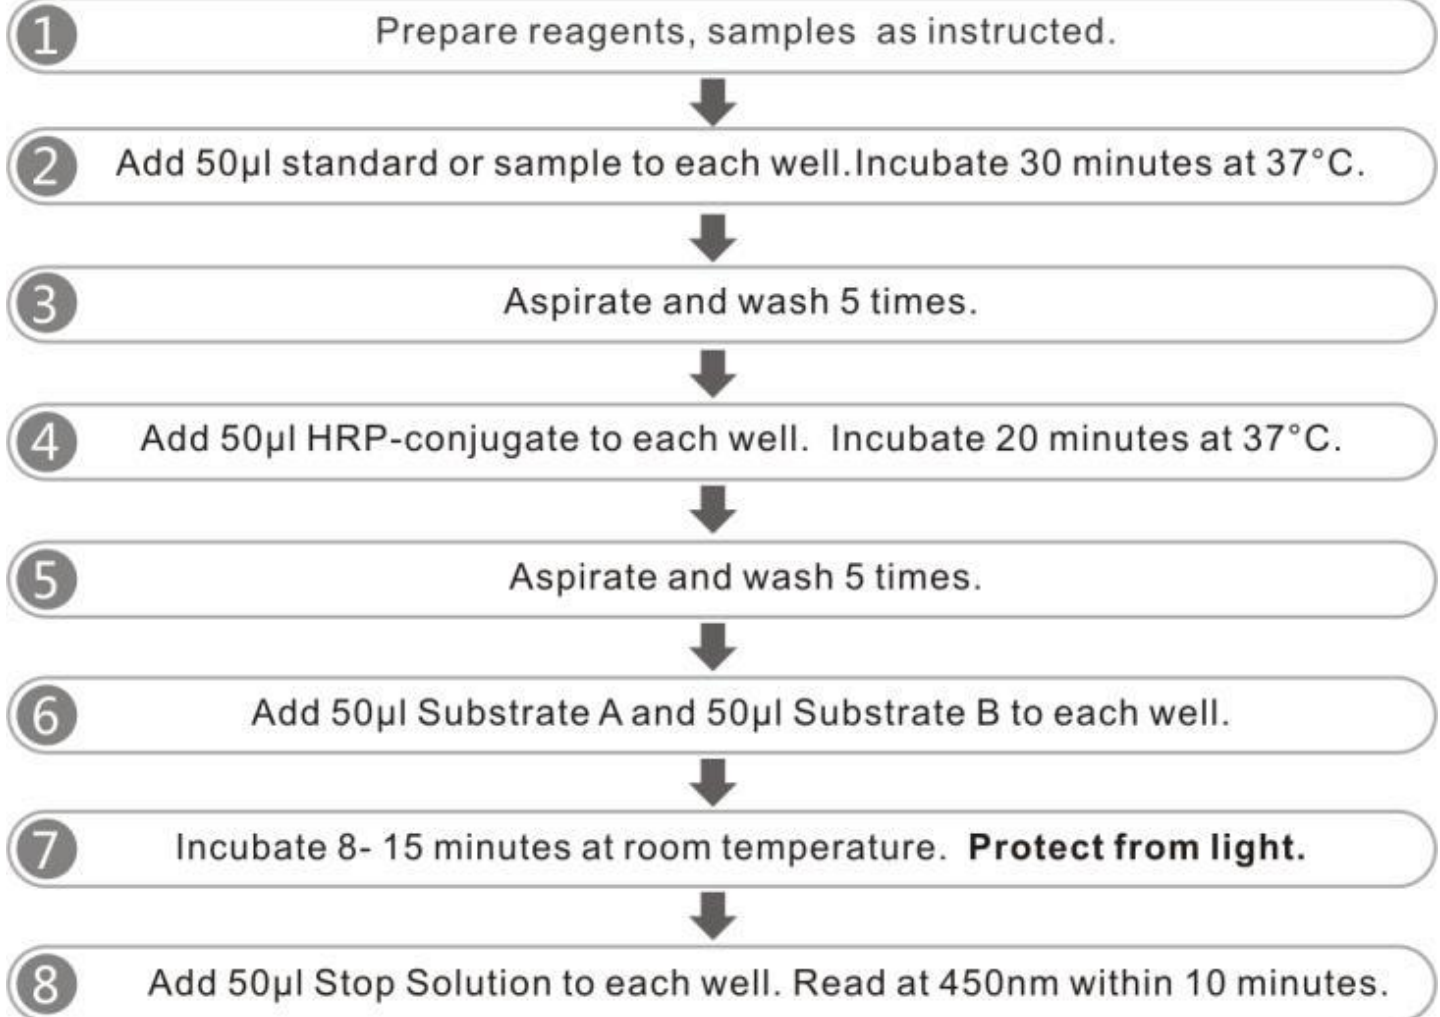 1 Prepare reagents, samples as instructed.
2 Add 50µl standard or sample to each well.Incubate 30 minutes at 37°C.
3 Aspirate and wash 5 times.
4 Add 50µl HRP-conjugate to each well. Incubate 20 minutes at 37°C.
5 Aspirate and wash 5 times.
6 Add 50µl Substrate A and 50µl Substrate B to each well.
7 Incubate 8- 15 minutes at room temperature. Protect from light.
8 Add 50µl Stop Solution to each well. Read at 450nm within 10 minutes.